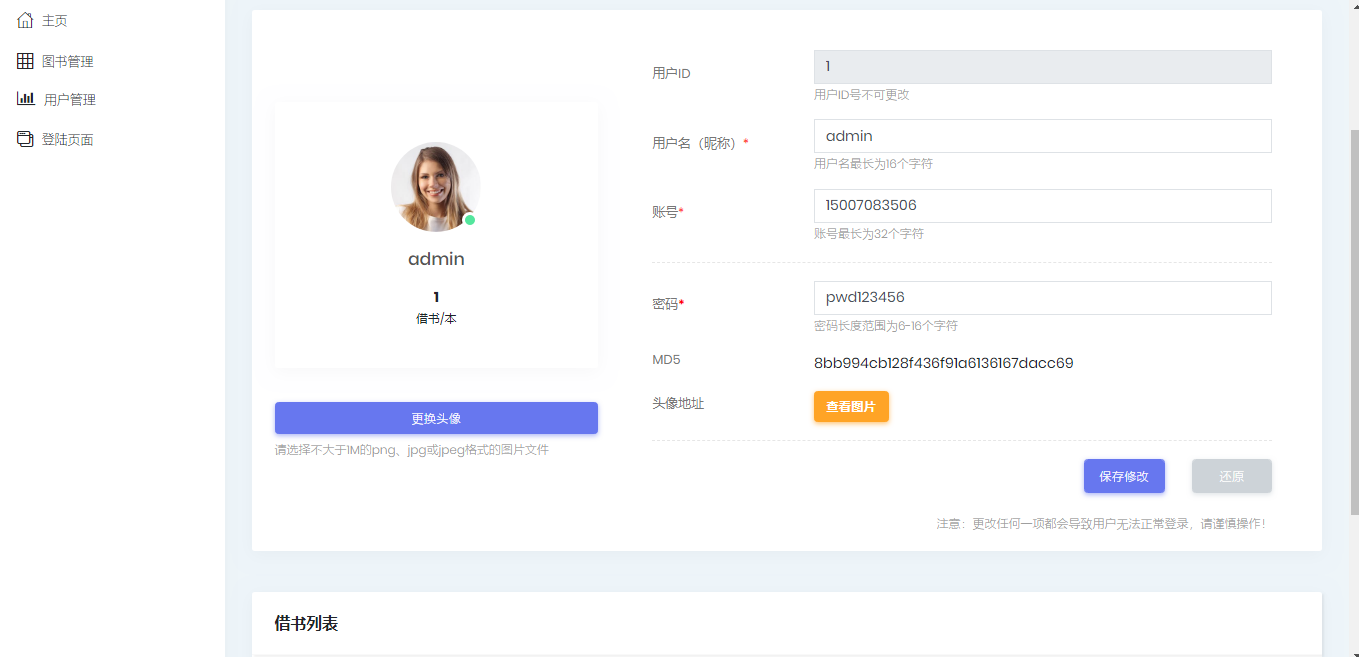 主页
图书管理
用户管理
登陆页面
admin
1
借书/本
更换头像
请选择不大于1M的png、jpg或jpeg格式的图片文件
用户ID
1
用户ID号不可更改
用户名（昵称）*
admin
用户名最长为16个字符
账号*
15007083506
账号最长为32个字符
密码*
pwd123456
密码长度范围为6-16个字符
MD5
8bb994cb128f436f91a6136167dacc69
头像地址
查看图片
保存修改
还原
注意：更改任何一项都会导致用户无法正常登录，请谨慎操作！
借书列表